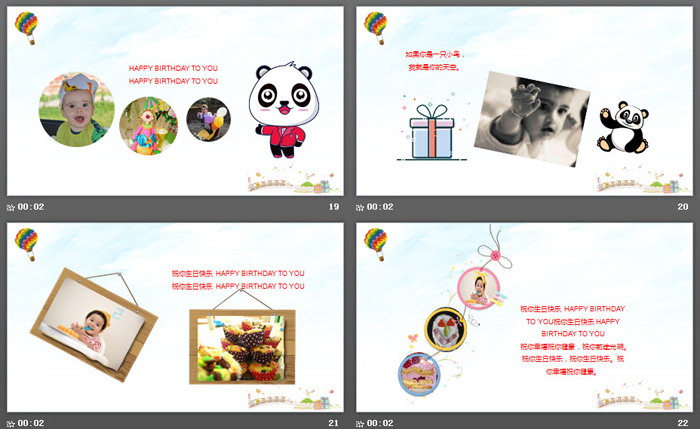 HAPPY BIRTHDAY TO YOU
HAPPY BIRTHDAY TO YOU
00:02
19
如果你是一只小鸟，
我就是你的天空。
00:02
20
祝你生日快乐 HAPPY BIRTHDAY TO YOU
祝你生日快乐 HAPPY BIRTHDAY TO YOU
00:02
21
祝你生日快乐 HAPPY BIRTHDAY
TO YOU祝你生日快乐 HAPPY
BIRTHDAY TO YOU
祝你幸福祝你健康，祝你前途光明。
祝你生日快乐，祝你生日快乐。祝
你幸福祝你健康。
00:02
22